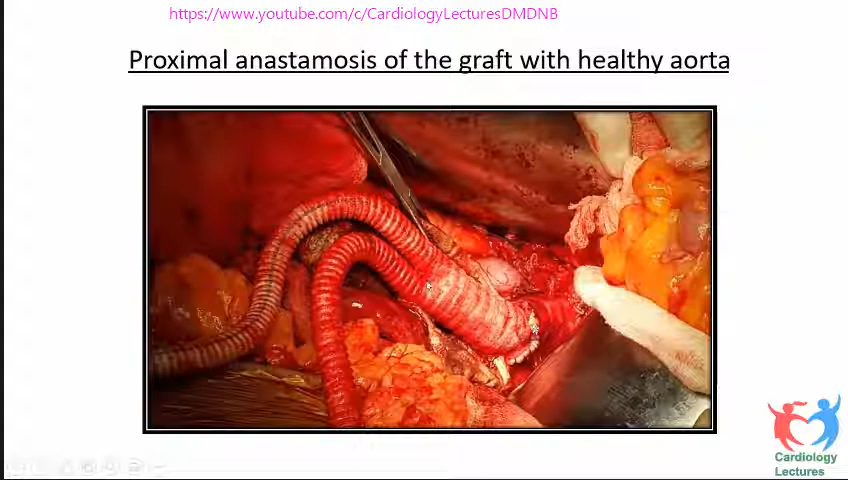 https://www.youtube.com/c/CardiologyLecturesDMDNB
Proximal anastamosis of the graft with healthy aorta
Cardiology
Lectures